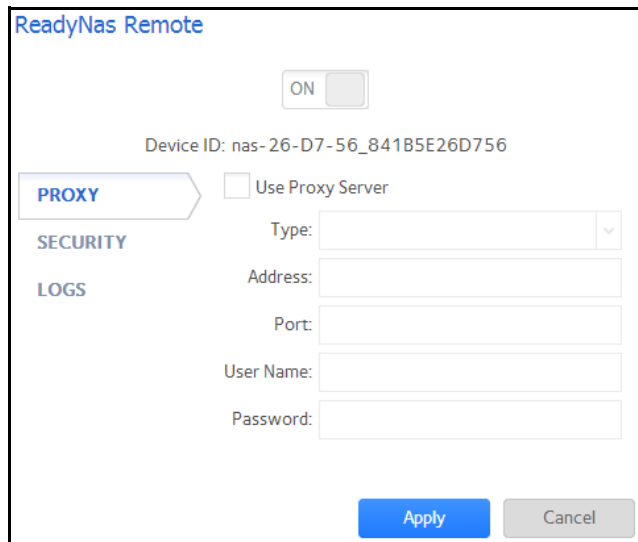 ReadyNas Remote
ON
Device ID: nas-26-D7-56_841B5E26D756
PROXY
Use Proxy Server
Type:
SECURITY
Address:
LOGS
Port:
User Name:
Password:
Apply Cancel